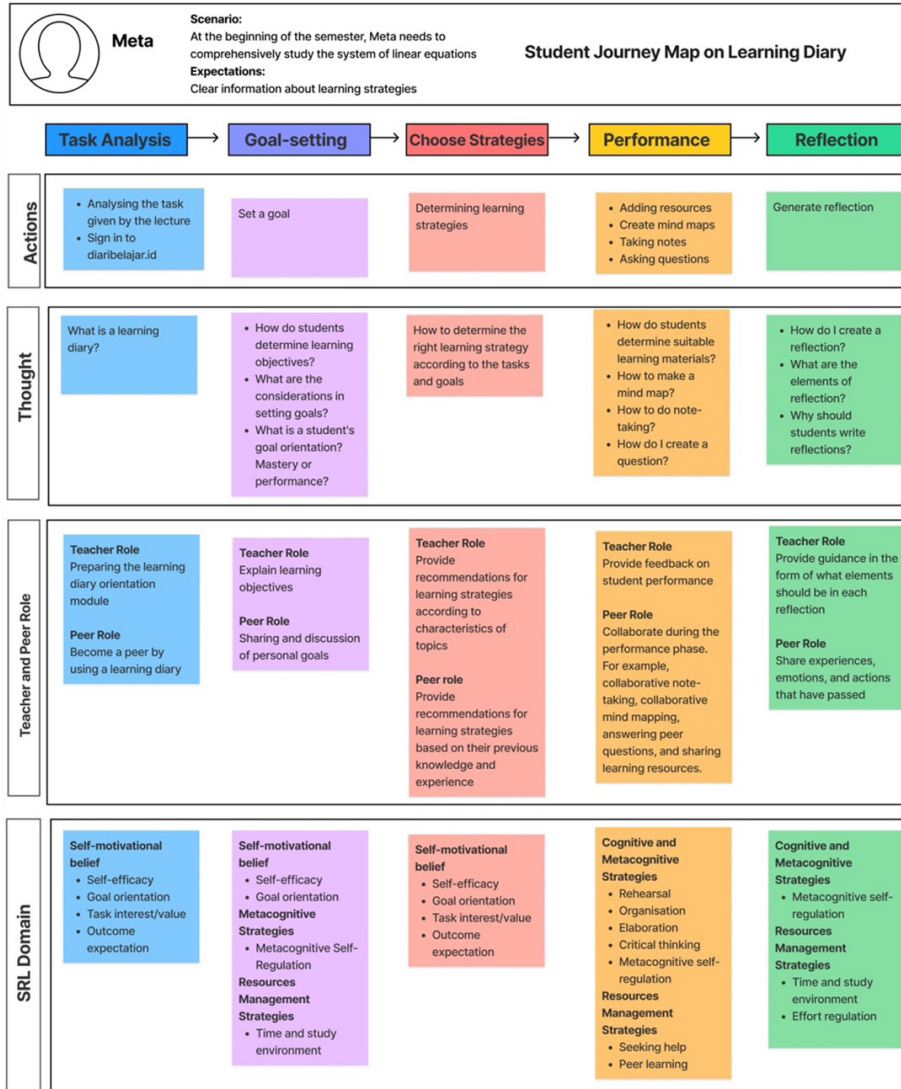 Meta
Scenario:
At the beginning of the semester, Meta needs to
comprehensively study the system of linear equations
Expectations:
Clear information about learning strategies
Student Journey Map on Learning Diary
Task Analysis
Goal-setting
Choose Strategies
Performance
Reflection
Actions
• Analysing the task
given by the lecture
• Sign in to
diaribelajar.id
Set a goal
Determining learning
strategies
• Adding resources
• Create mind maps
• Taking notes
• Asking questions
Generate reflection
Thought
What is a learning
diary?
• How do students
determine learning
objectives?
• What are the
considerations in
setting goals?
• What is a student's
goal orientation?
Mastery or
performance?
How to determine the
right learning strategy
according to the tasks
and goals
• How do students
determine suitable
learning materials?
• How to make a
mind map?
• How to do note-
taking?
• How do I create a
question?
• How do I create a
reflection?
• What are the
elements of
reflection?
• Why should
students write
reflections?
Teacher and Peer Role
Teacher Role
Preparing the learning
diary orientation
module
Peer Role
Become a peer by
using a learning diary
Teacher Role
Explain learning
objectives
Peer Role
Sharing and discussion
of personal goals
Teacher Role
Provide
recommendations for
learning strategies
according to
characteristics of
topics
Peer role
Provide
recommendations for
learning strategies
based on their previous
knowledge and
experience
Teacher Role
Provide feedback on
student performance
Peer Role
Collaborate during the
performance phase.
For example,
collaborative note-
taking, collaborative
mind mapping,
answering peer
questions, and sharing
learning resources.
Teacher Role
Provide guidance in the
form of what elements
should be in each
reflection
Peer Role
Share experiences,
emotions, and actions
that have passed
SRL Domain
Self-motivational
belief
• Self-efficacy
• Goal orientation
• Task interest/value
• Outcome
expectation
Self-motivational
belief
• Self-efficacy
• Goal orientation
Metacognitive
Strategies
• Metacognitive Self-
Regulation
Resources
Management
Strategies
• Time and study
environment
Self-motivational
belief
• Self-efficacy
• Goal orientation
• Task interest/value
• Outcome
expectation
Cognitive and
Metacognitive
Strategies
• Rehearsal
• Organisation
• Elaboration
• Critical thinking
• Metacognitive self-
regulation
Resources
Management
Strategies
• Seeking help
• Peer learning
Cognitive and
Metacognitive
Strategies
• Metacognitive self-
regulation
Resources
Management
Strategies
• Time and study
environment
• Effort regulation